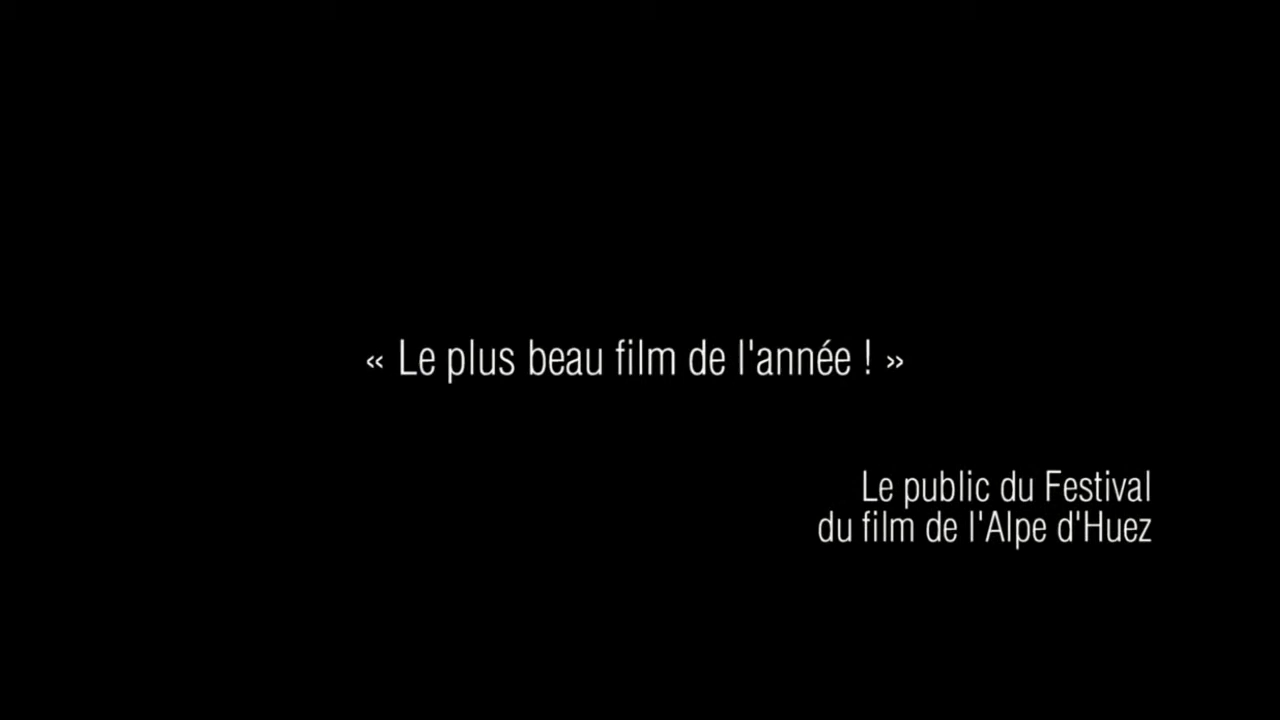 « Le plus beau film de l'année ! »
Le public du Festival
du film de l'Alpe d'Huez